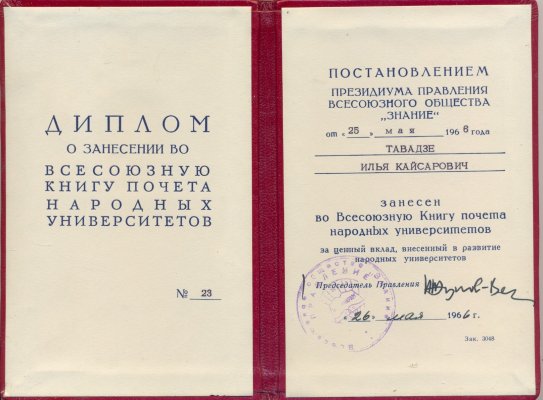 ДИПЛОМ
О ЗАНЕСЕНИИ ВО
ВСЕСОЮЗНУЮ
КНИГУ ПОЧЕТА
НАРОДНЫХ
УНИВЕРСИТЕТОВ
№ 23
ПОСТАНОВЛЕНИЕМ
ПРЕЗИДИУМА ПРАВЛЕНИЯ
ВСЕСОЮЗНОГО ОБЩЕСТВА
„ЗНАНИЕ“
от «25» мая 1966 года
ТАВАДЗЕ
ИЛЬЯ КАЙСАРОВИЧ
занесен
во Всесоюзную Книгу почета
народных университетов
за ценный вклад, внесенный в развитие
народных университетов
Председатель Правления
«26» мая 1966 г.
Зак. 3048